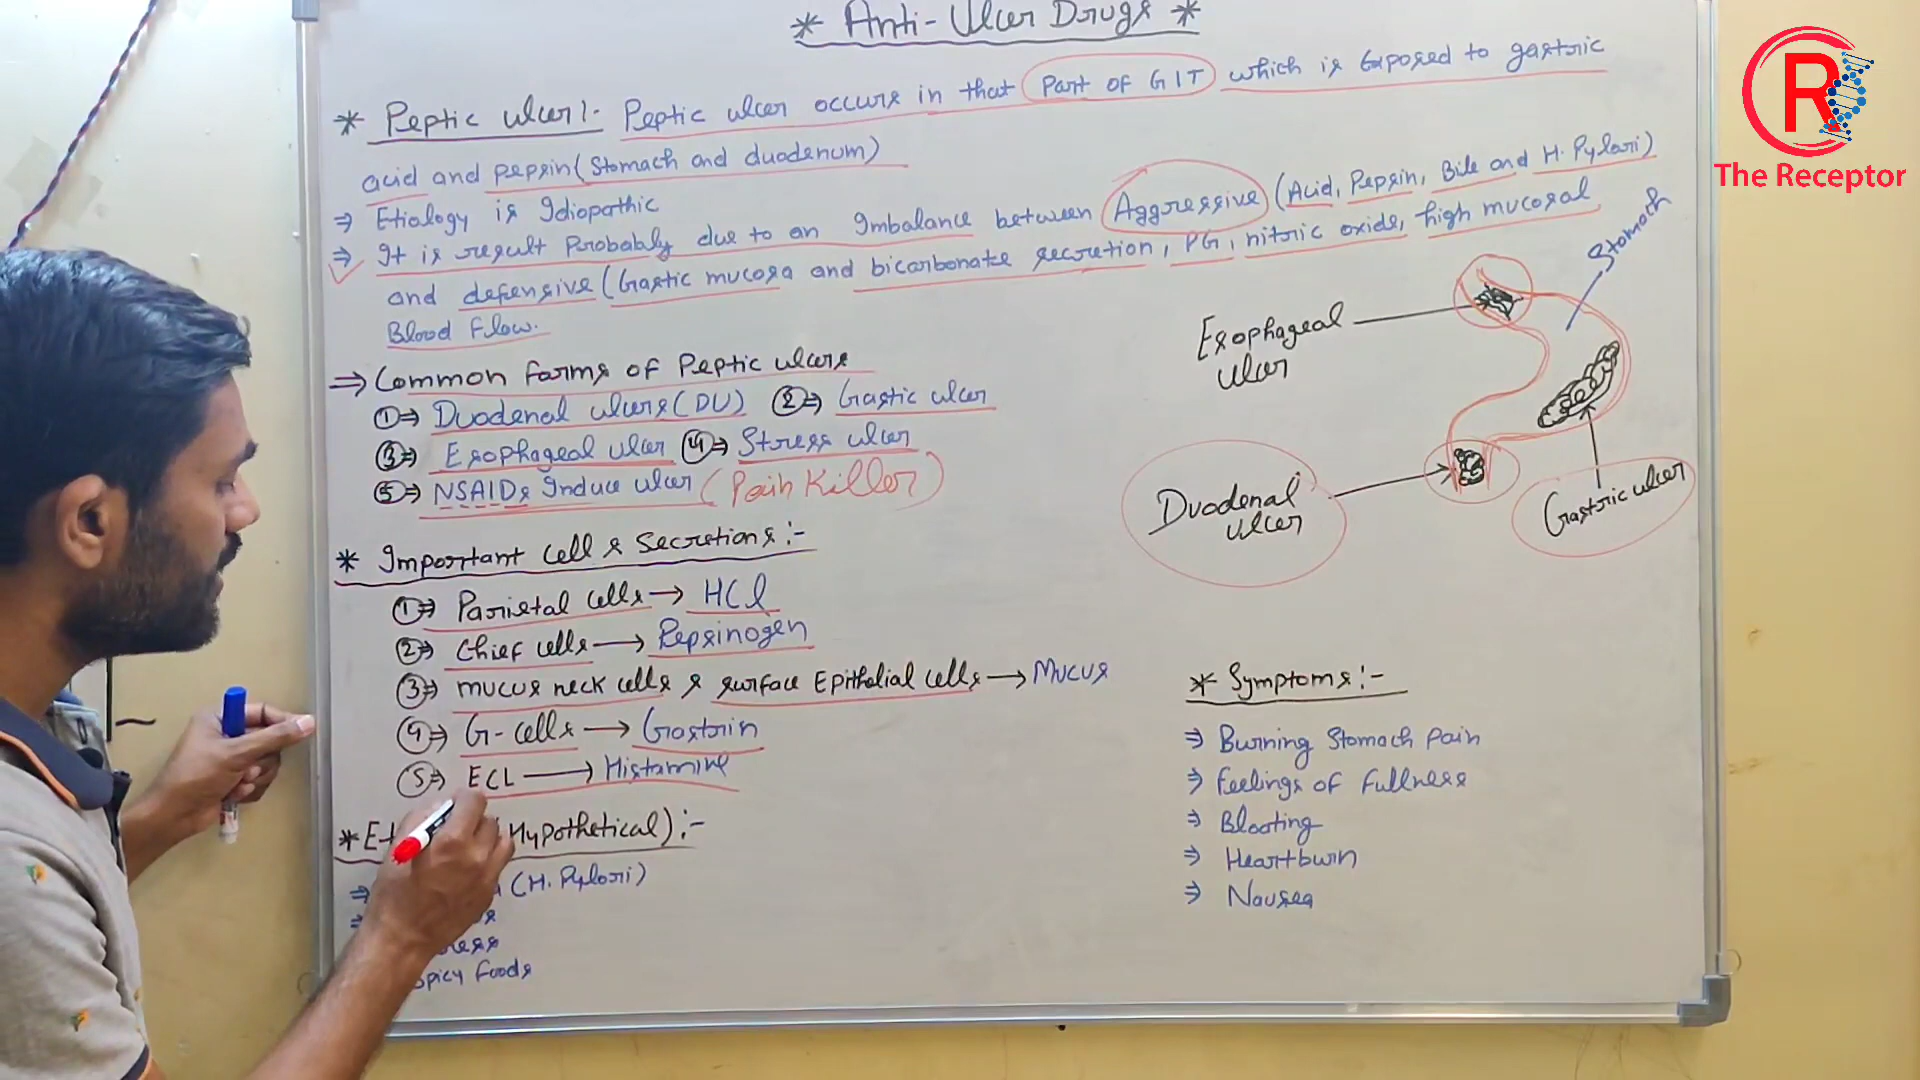 * Anti-Ulcer Drugs *
* Peptic ulcer:- Peptic ulcer occurs in that Part of GIT which is Exposed to gastric
acid and pepsin (Stomach and duodenum)
⇒ Etiology is Idiopathic
⇒ It is result Probably due to an Imbalance between Aggressive (Acid, Pepsin, Bile and H. Pylori)
and defensive (Gastic mucosa and bicarbonate secretion, PG, nitric oxide, high mucosal
Blood Flow.
⇒ Common forms of Peptic ulcers
①⇒ Duodenal ulcers (DU) ②⇒ Gastic ulcer
③⇒ Esophageal ulcer ④⇒ Stress ulcer
⑤⇒ NSAIDs Induce ulcer (Pain Killer)
* Important cell & Secretions:-
①⇒ Parietal cells → HCl
②⇒ Chief cells → Pepsinogen
③⇒ mucus neck cells & surface Epithelial cells → Mucus
④⇒ G-cells → Gastrin
⑤⇒ ECL → Histamine
(Hypothetical):-
(H. Pylori)
Spicy foods
Stomach
Esophageal
ulcer
Duodenal
ulcer
Gastric ulcer
* Symptoms:-
⇒ Burning Stomach pain
⇒ Feelings of fullness
⇒ Bloating
⇒ Heartburn
⇒ Nausea
R
The Receptor